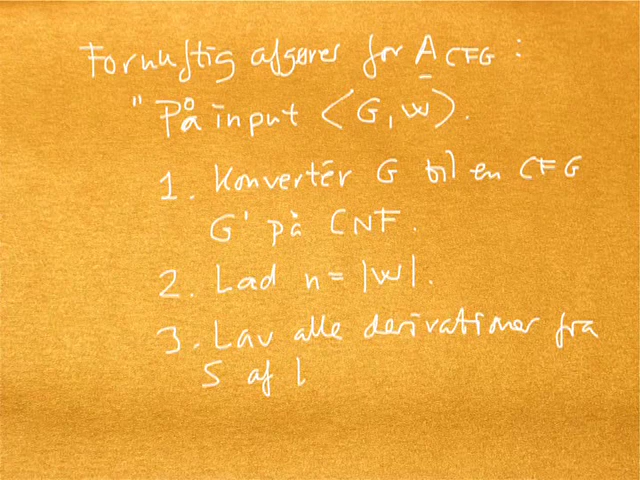 Fornuftig afgører for A CFG :
"På input <G, w>.
1. Konvertér G til en CFG
G' på CNF.
2. Lad n = |w|.
3. Lav alle derivationer fra
S af l